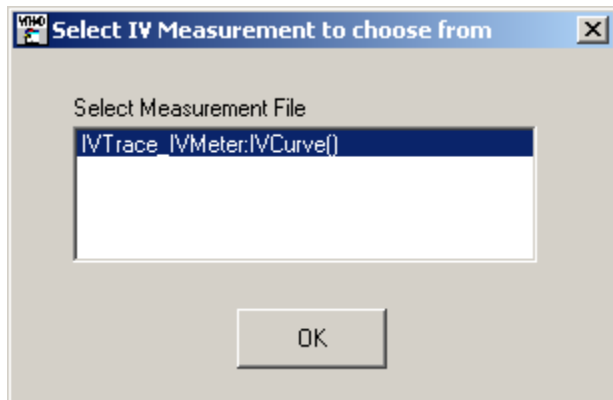 Select IV Measurement to choose from
Select Measurement File
IVTrace_IVMeter:IVCurve()
OK